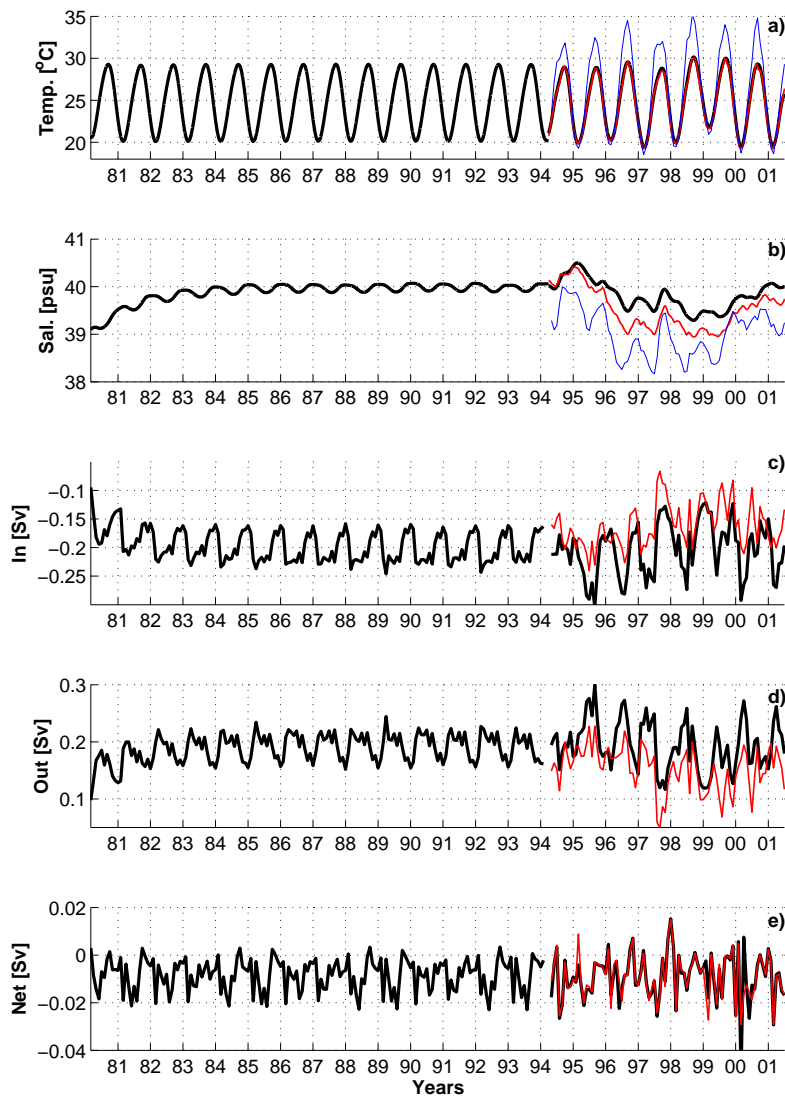 a)
Temp. [°C]
35
30
25
20
81 82 83 84 85 86 87 88 89 90 91 92 93 94 95 96 97 98 99 00 01
b)
Sal. [psu]
41
40
39
38
81 82 83 84 85 86 87 88 89 90 91 92 93 94 95 96 97 98 99 00 01
c)
In [Sv]
−0.1
−0.15
−0.2
−0.25
81 82 83 84 85 86 87 88 89 90 91 92 93 94 95 96 97 98 99 00 01
d)
Out [Sv]
0.3
0.2
0.1
81 82 83 84 85 86 87 88 89 90 91 92 93 94 95 96 97 98 99 00 01
e)
Net [Sv]
0.02
0
−0.02
−0.04
81 82 83 84 85 86 87 88 89 90 91 92 93 94 95 96 97 98 99 00 01
Years